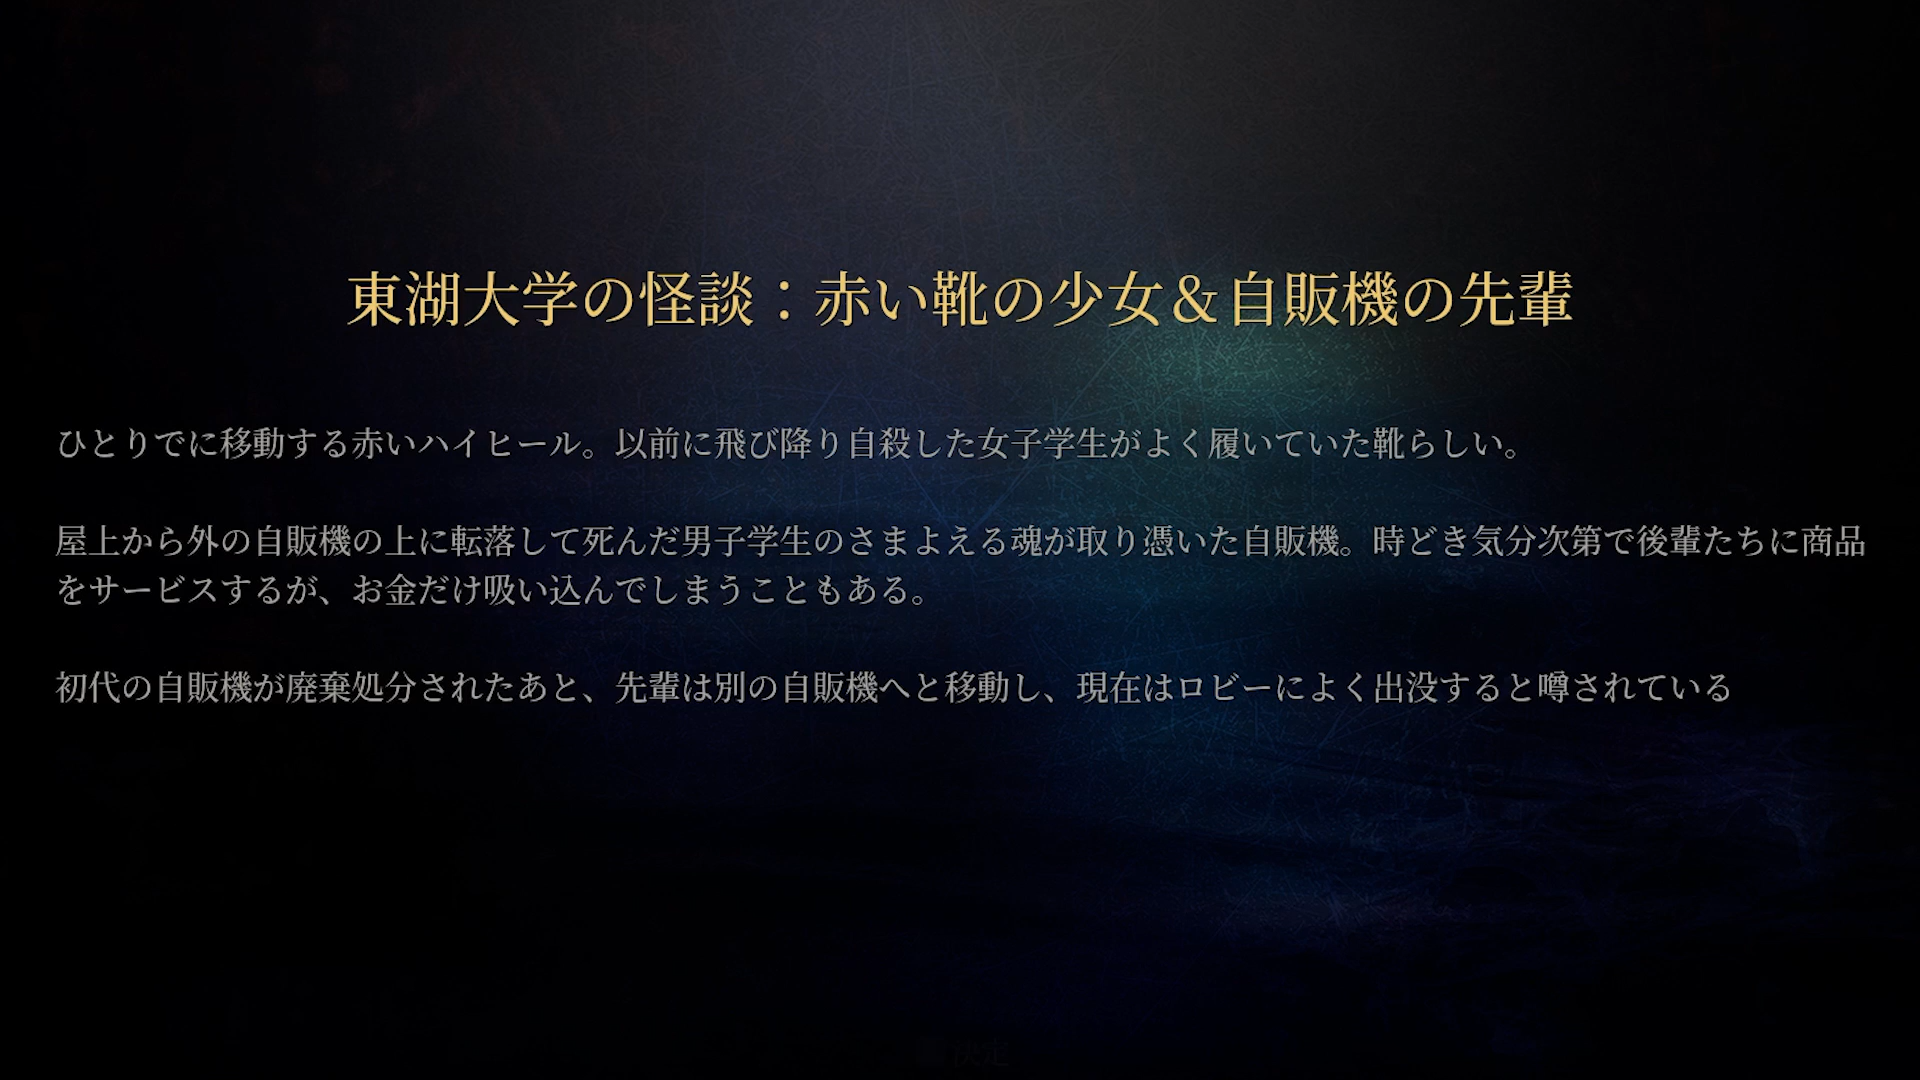 東湖大学の怪談：赤い靴の少女＆自販機の先輩
ひとりでに移動する赤いハイヒール。以前に飛び降り自殺した女子学生がよく履いていた靴らしい。
屋上から外の自販機の上に転落して死んだ男子学生のさまよえる魂が取り憑いた自販機。時どき気分次第で後輩たちに商品
をサービスするが、お金だけ吸い込んでしまうこともある。
初代の自販機が廃棄処分されたあと、先輩は別の自販機へと移動し、現在はロビーによく出没すると噂されている
決定